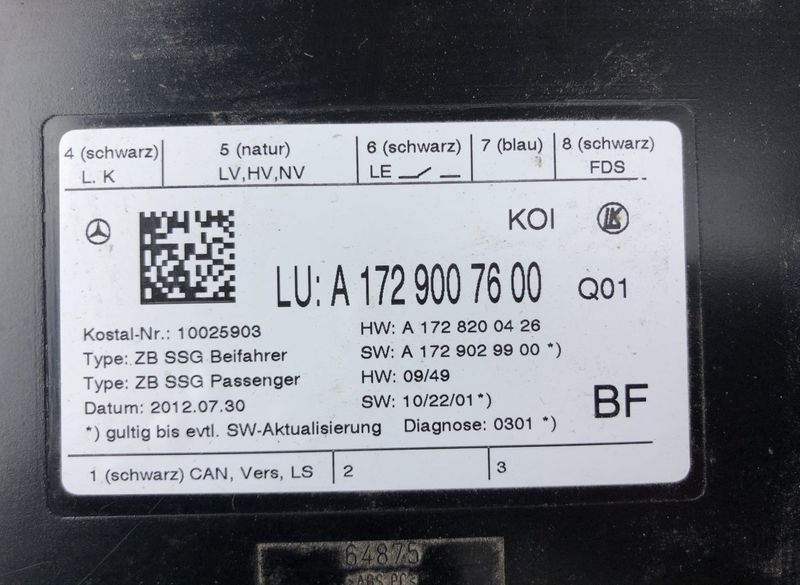 4 (schwarz) 5 (natur) 6 (schwarz) 7 (blau) 8 (schwarz)
L. K LV,HV,NV LE FDS
KOI LK
LU: A 172 900 76 00 Q01
Kostal-Nr.: 10025903 HW: A 172 820 04 26
Type: ZB SSG Beifahrer SW: A 172 902 99 00 *)
Type: ZB SSG Passenger HW: 09/49
Datum: 2012.07.30 SW: 10/22/01*) BF
*) gultig bis evtl. SW-Aktualisierung Diagnose: 0301 *)
1 (schwarz) CAN, Vers, LS 2 3
64875
>ABS PC<